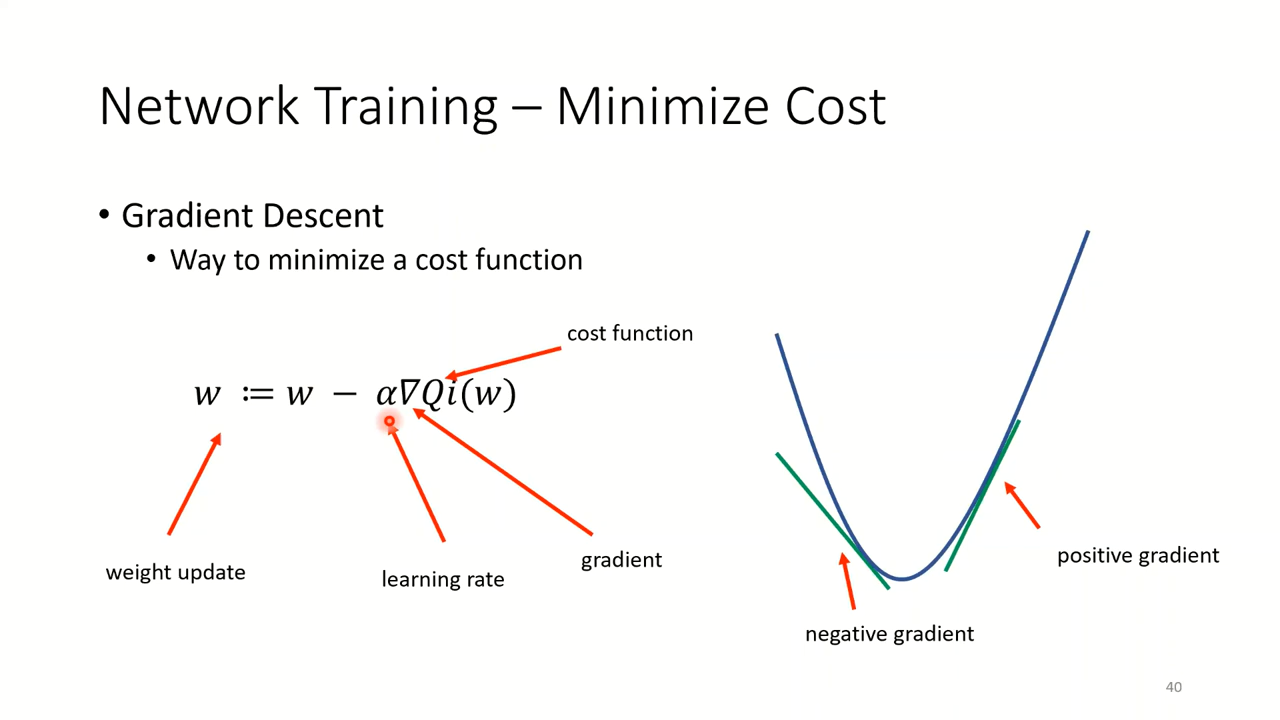 Network Training – Minimize Cost
• Gradient Descent
• Way to minimize a cost function
cost function
w ≔ w − α∇Qi(w)
weight update
learning rate
gradient
positive gradient
negative gradient
40